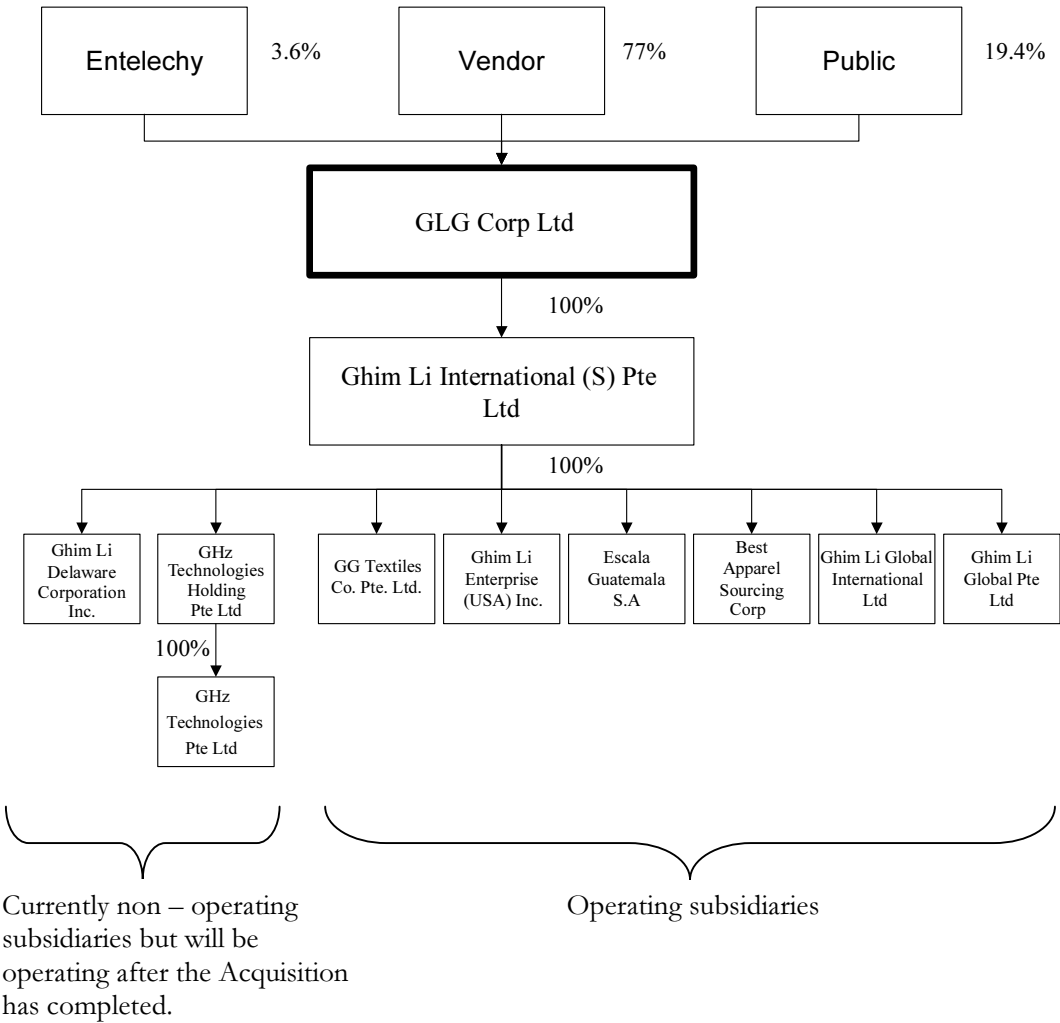 Entelechy
3.6%
Vendor
77%
Public
19.4%
GLG Corp Ltd
100%
Ghim Li International (S) Pte
Ltd
100%
Ghim Li
Delaware
Corporation
Inc.
GHz
Technologies
Holding
Pte Ltd
GG Textiles
Co. Pte. Ltd.
Ghim Li
Enterprise
(USA) Inc.
Escala
Guatemala
S.A
Best
Apparel
Sourcing
Corp
Ghim Li Global
International
Ltd
Ghim Li
Global Pte
Ltd
100%
GHz
Technologies
Pte Ltd
Currently non – operating
subsidiaries but will be
operating after the Acquisition
has completed.
Operating subsidiaries